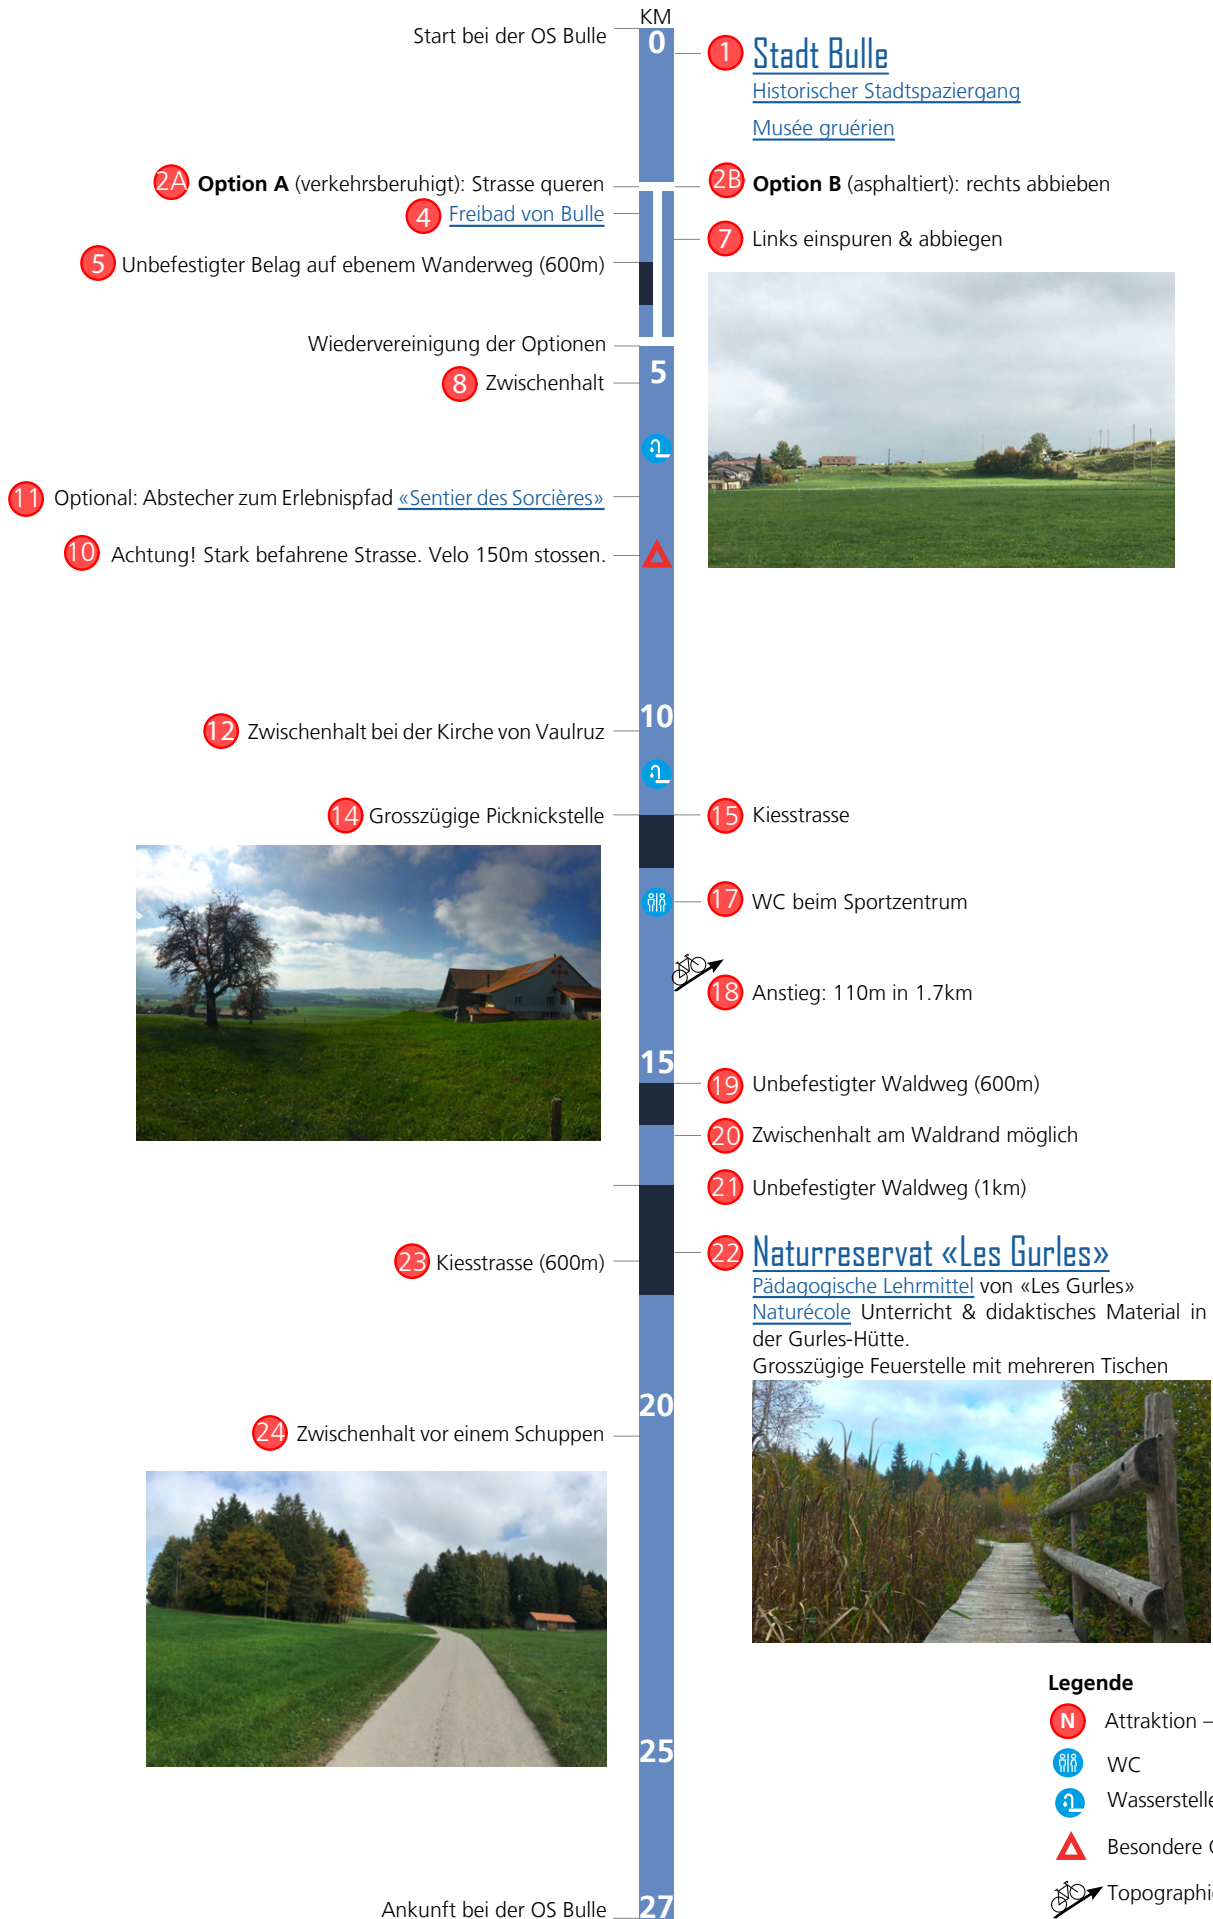 KM
Start bei der OS Bulle
0
1 Stadt Bulle
Historischer Stadtspaziergang
Musée gruérien
2A Option A (verkehrsberuhigt): Strasse queren
2B Option B (asphaltiert): rechts abbieben
4 Freibad von Bulle
7 Links einspuren & abbiegen
5 Unbefestigter Belag auf ebenem Wanderweg (600m)
Wiedervereinigung der Optionen
5
8 Zwischenhalt
11 Optional: Abstecher zum Erlebnispfad «Sentier des Sorcières»
10 Achtung! Stark befahrene Strasse. Velo 150m stossen.
10
12 Zwischenhalt bei der Kirche von Vaulruz
14 Grosszügige Picknickstelle
15 Kiesstrasse
17 WC beim Sportzentrum
18 Anstieg: 110m in 1.7km
15
19 Unbefestigter Waldweg (600m)
20 Zwischenhalt am Waldrand möglich
21 Unbefestigter Waldweg (1km)
23 Kiesstrasse (600m)
22 Naturreservat «Les Gurles»
Pädagogische Lehrmittel von «Les Gurles»
Naturécole Unterricht & didaktisches Material in
der Gurles-Hütte.
Grosszügige Feuerstelle mit mehreren Tischen
20
24 Zwischenhalt vor einem Schuppen
25
Legende
N Attraktion –
WC
Wasserstelle
Besondere
Topographi
Ankunft bei der OS Bulle
27